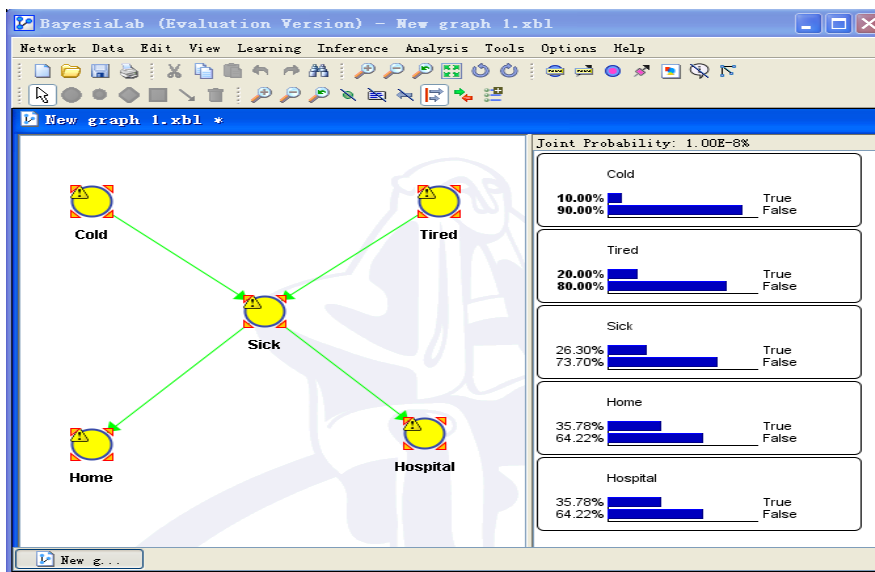 BayesiaLab (Evaluation Version) - New graph 1.xbl
Network Data Edit View Learning Inference Analysis Tools Options Help
New graph 1.xbl *
Cold
Tired
Sick
Home
Hospital
Joint Probability: 1.00E-8%
Cold
10.00% True
90.00% False
Tired
20.00% True
80.00% False
Sick
26.30% True
73.70% False
Home
35.78% True
64.22% False
Hospital
35.78% True
64.22% False
New g...